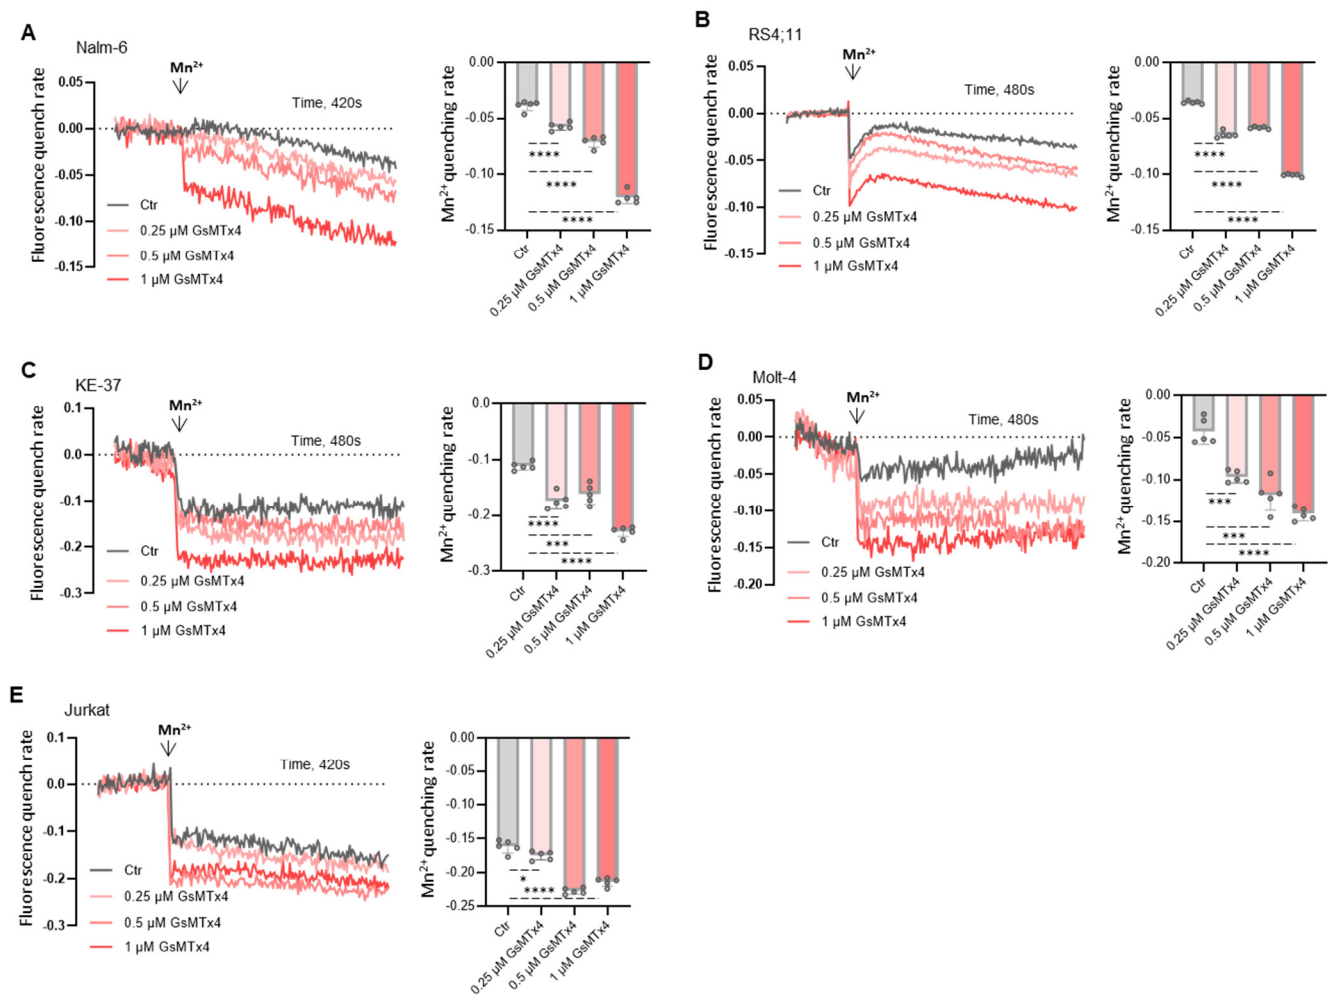 A
Nalm-6
Mn²⁺
Time, 420s
Fluorescence quench rate
0.05
0.00
-0.05
-0.10
-0.15
Ctr
0.25 µM GsMTx4
0.5 µM GsMTx4
1 µM GsMTx4
Mn²⁺ quenching rate
0.00
-0.05
-0.10
-0.15
****
****
****
Ctr
0.25 µM GsMTx4
0.5 µM GsMTx4
1 µM GsMTx4
B
RS4;11
Mn²⁺
Time, 480s
Fluorescence quench rate
0.05
0.00
-0.05
-0.10
-0.15
Ctr
0.25 µM GsMTx4
0.5 µM GsMTx4
1 µM GsMTx4
Mn²⁺ quenching rate
0.00
-0.05
-0.10
-0.15
****
****
****
Ctr
0.25 µM GsMTx4
0.5 µM GsMTx4
1 µM GsMTx4
C
KE-37
Mn²⁺
Time, 480s
Fluorescence quench rate
0.1
0.0
-0.1
-0.2
-0.3
Ctr
0.25 µM GsMTx4
0.5 µM GsMTx4
1 µM GsMTx4
Mn²⁺ quenching rate
0.0
-0.1
-0.2
-0.3
****
***
****
Ctr
0.25 µM GsMTx4
0.5 µM GsMTx4
1 µM GsMTx4
D
Molt-4
Mn²⁺
Time, 480s
Fluorescence quench rate
0.05
0.00
-0.05
-0.10
-0.15
-0.20
Ctr
0.25 µM GsMTx4
0.5 µM GsMTx4
1 µM GsMTx4
Mn²⁺ quenching rate
0.00
-0.05
-0.10
-0.15
-0.20
***
***
****
Ctr
0.25 µM GsMTx4
0.5 µM GsMTx4
1 µM GsMTx4
E
Jurkat
Mn²⁺
Time, 420s
Fluorescence quench rate
0.1
0.0
-0.1
-0.2
-0.3
Ctr
0.25 µM GsMTx4
0.5 µM GsMTx4
1 µM GsMTx4
Mn²⁺ quenching rate
0.00
-0.05
-0.10
-0.15
-0.20
-0.25
*
****
Ctr
0.25 µM GsMTx4
0.5 µM GsMTx4
1 µM GsMTx4